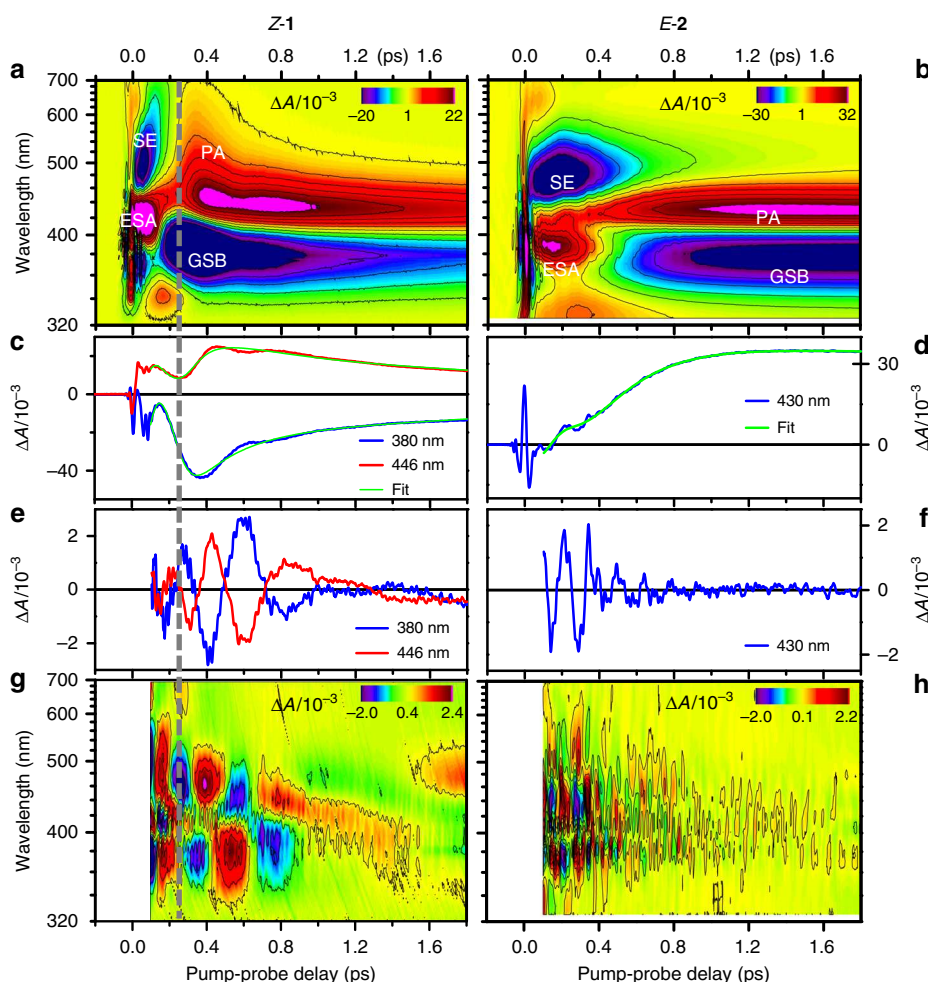 Z-1 E-2
0.0 0.4 0.8 (ps) 1.6 0.0 0.4 0.8 (ps) 1.6
a b
700 600 500 400 320
Wavelength (nm)
ΔA/10⁻³
−20 1 22
SE
PA
ESA
GSB
ΔA/10⁻³
−30 1 32
SE
PA
ESA
GSB
c d
0 −40
ΔA/10⁻³
380 nm
446 nm
Fit
430 nm
Fit
30 0
ΔA/10⁻³
e f
2 0 −2
ΔA/10⁻³
380 nm
446 nm
430 nm
2 0 −2
ΔA/10⁻³
g h
700 600 500 400 320
Wavelength (nm)
ΔA/10⁻³
−2.0 0.4 2.4
ΔA/10⁻³
−2.0 0.1 2.2
0.0 0.4 0.8 1.2 1.6 0.0 0.4 0.8 1.2 1.6
Pump-probe delay (ps) Pump-probe delay (ps)